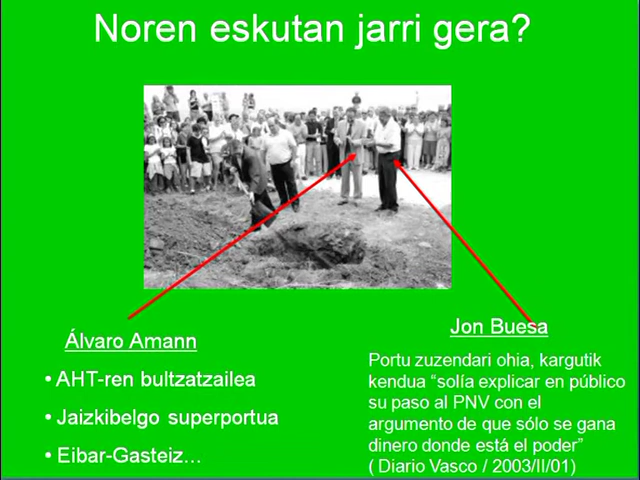 Noren eskutan jarri gera?
Álvaro Amann
• AHT-ren bultzatzailea
• Jaizkibelgo superportua
• Eibar-Gasteiz...
Jon Buesa
Portu zuzendari ohia, kargutik
kendua “solía explicar en público
su paso al PNV con el
argumento de que sólo se gana
dinero donde está el poder”
( Diario Vasco / 2003/II/01)